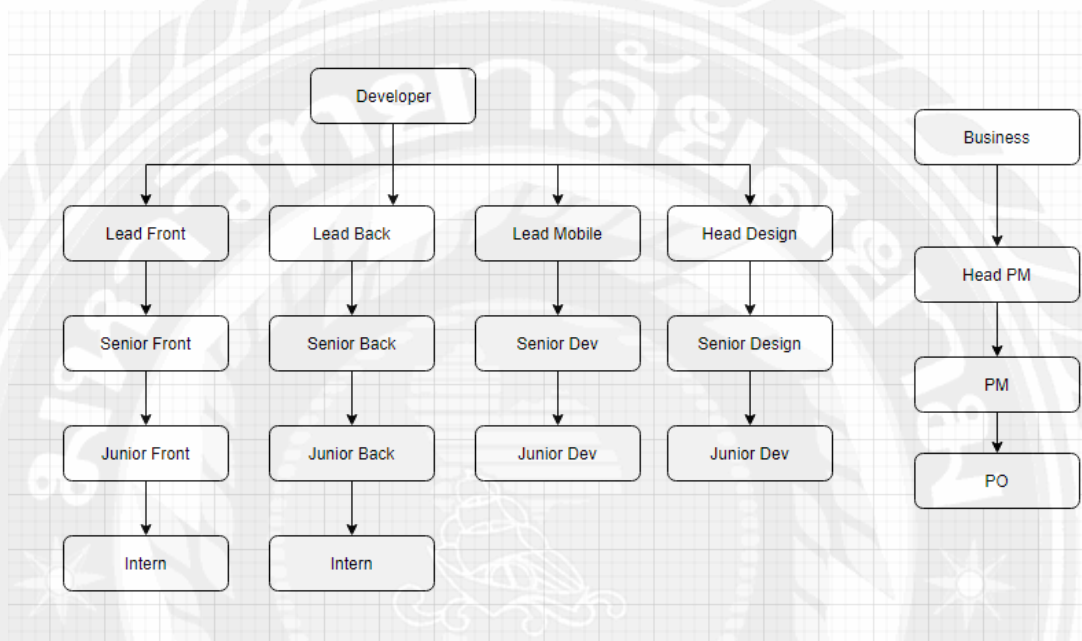 Developer
Business
Lead Front
Lead Back
Lead Mobile
Head Design
Head PM
Senior Front
Senior Back
Senior Dev
Senior Design
PM
Junior Front
Junior Back
Junior Dev
Junior Dev
PO
Intern
Intern